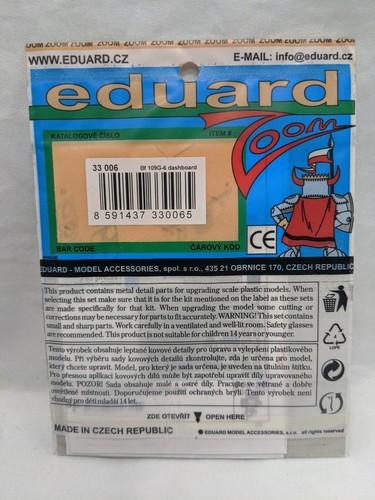 ZOOM ZOOM ZOOM ZOOM ZOOM ZOOM ZOOM ZOOM
WWW.EDUARD.CZ E-MAIL: info@eduard.cz
eduard
KATALOGOVÉ ČÍSLO ITEM #
Zoom
33 006 Bf 109G-6 dashboard
8 591437 330065
BAR CODE: ČÁROVÝ KÓD
CE
EDUARD - MODEL ACCESSORIES, spol. s r.o., 435 21 OBRNICE 170, CZECH REPUBLIC
This product contains metal detail parts for upgrading scale plastic models. When
selecting this set make sure that it is for the kit mentioned on the label as these sets
are made specifically for that kit. When upgrading the model some cutting or
corrections may be necessary for parts to fit accurately. WARNING! This set contains
small and sharp parts. Work carefully in a ventilated and well-lit room. Safety glasses
are recommended. This product is not suitable for children 14 years or younger.
Tento výrobek obsahuje leptané kovové detaily pro úpravu a vylepšení plastikového
modelu. Při výběru sady kovových detailů zkontrolujte, zda je určena pro model,
který chcete upravit. Model, pro který je sada určena, je uveden na titulním štítku.
Pro přesnou aplikaci kovových dílů může být zapotřebí upravit díly upravovaného
modelu. POZOR! Sada obsahuje malé a ostré díly. Pracujte ve větrané a dobře
osvětlené místnosti. Doporučujeme použití ochranných brýlí. Tento výrobek není
vhodný pro děti mladší 14 let.
ZDE OTEVŘÍT OPEN HERE
MADE IN CZECH REPUBLIC © EDUARD MODEL ACCESSORIES, s.r.o. all rights reserved